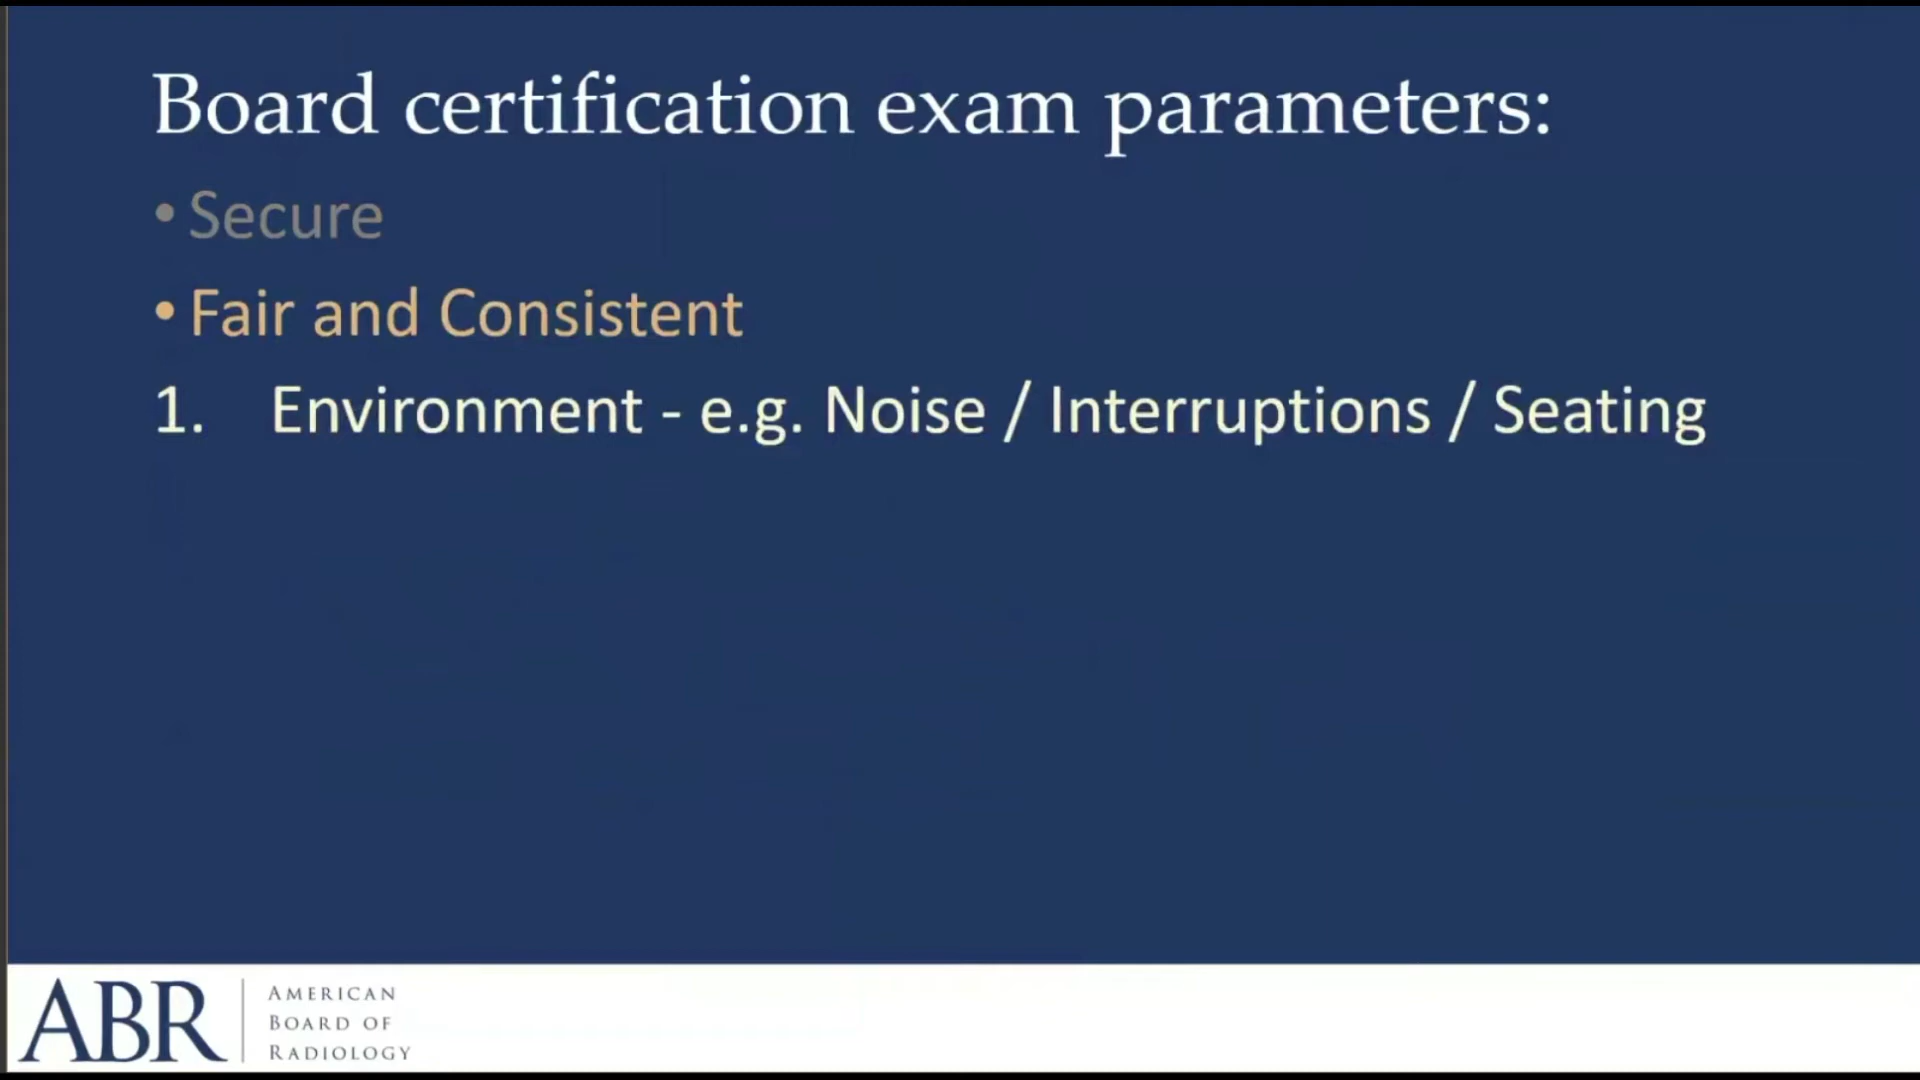 Board certification exam parameters:
• Secure
• Fair and Consistent
1. Environment - e.g. Noise / Interruptions / Seating
ABR
AMERICAN
BOARD OF
RADIOLOGY